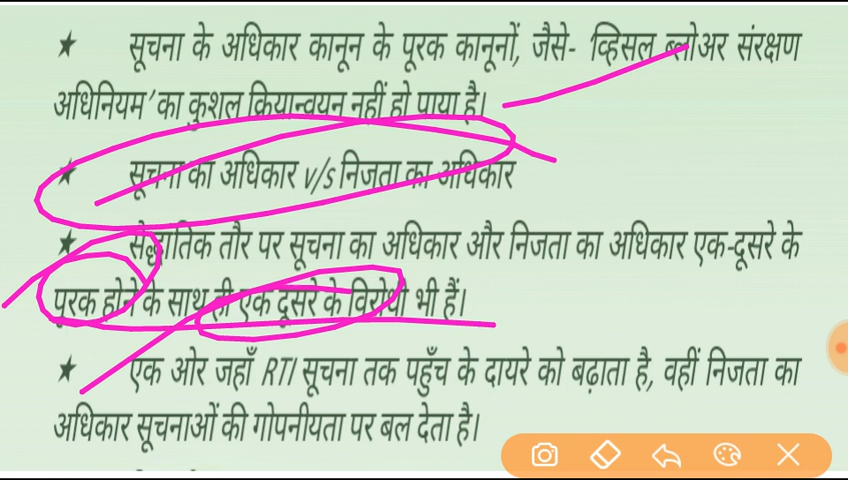 ★ सूचना के अधिकार कानून के पूरक कानूनों, जैसे- 'व्हिसल ब्लोअर संरक्षण
अधिनियम' का कुशल कियान्वयन नहीं हो पाया है।
★ सूचना का अधिकार v/s निजता का अधिकार
★ सेद्धातिक तौर पर सूचना का अधिकार और निजता का अधिकार एक-दूसरे के
पूरक होने के साथ ही एक दूसरे के विरोधी भी हैं।
★ एक ओर जहाँ RTI सूचना तक पहुँच के दायरे को बढ़ाता है, वहीं निजता का
अधिकार सूचनाओं की गोपनीयता पर बल देता है।